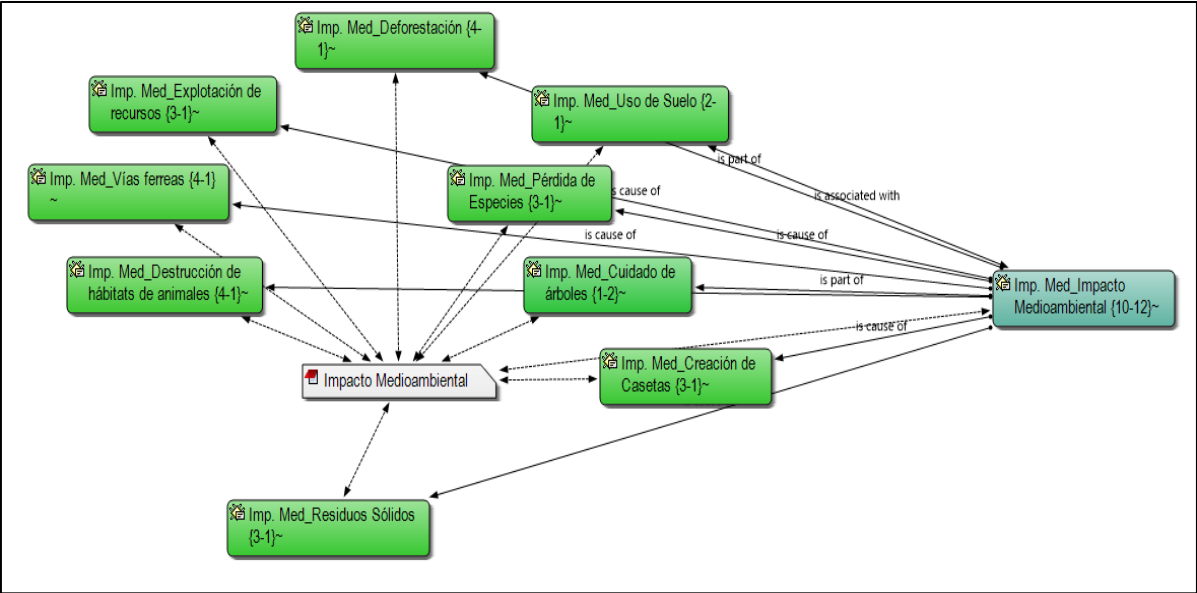 Imp. Med_Deforestación {4-
1}~
Imp. Med_Explotación de
recursos {3-1}~
Imp. Med_Uso de Suelo {2-
1}~
is part of
Imp. Med_Vías ferreas {4-1}
~
Imp. Med_Pérdida de
Especies {3-1}~
s cause of
is associated with
is cause of
is cause of
Imp. Med_Destrucción de
hábitats de animales {4-1}~
Imp. Med_Cuidado de
árboles {1-2}~
is part of
Imp. Med_Impacto
Medioambiental {10-12}~
is cause of
Impacto Medioambiental
Imp. Med_Creación de
Casetas {3-1}~
Imp. Med_Residuos Sólidos
{3-1}~